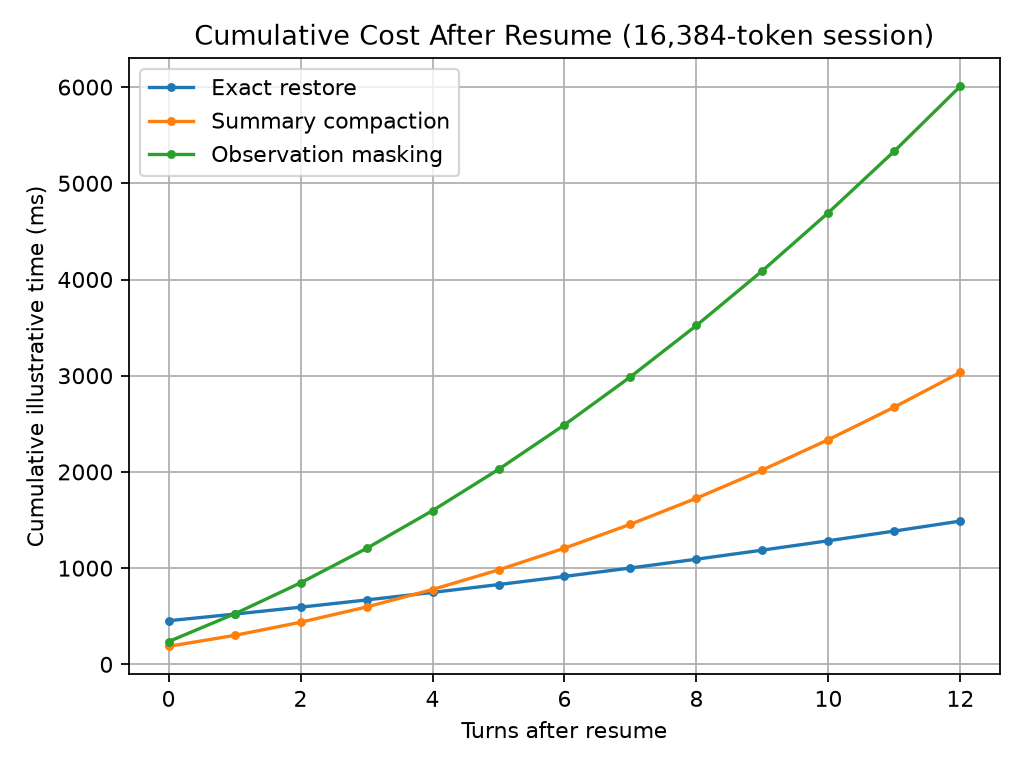 Cumulative Cost After Resume (16,384-token session)
Exact restore
Summary compaction
Observation masking
Cumulative illustrative time (ms)
6000
5000
4000
3000
2000
1000
0
0 2 4 6 8 10 12
Turns after resume